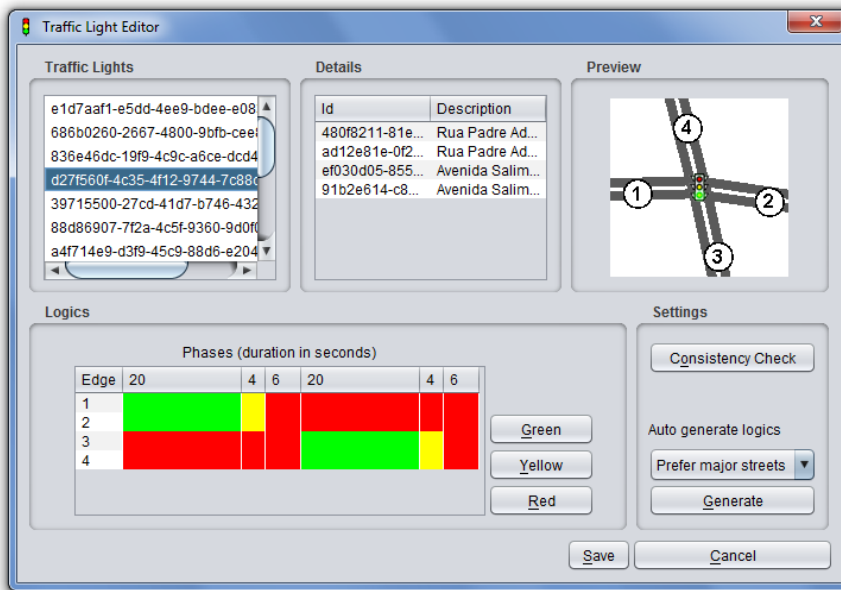 Traffic Light Editor
Traffic Lights
e1d7aaf1-e5dd-4ee9-bdee-e08
686b0260-2667-4800-9bfb-cee
836e46dc-19f9-4c9c-a6ce-dcd4
d27f560f-4c35-4f12-9744-7c88
39715500-27cd-41d7-b746-432
88d86907-7f2a-4c5f-9360-9d0f
a4f714e9-d3f9-45c9-88d6-e204
Details
Id Description
480f8211-81e... Rua Padre Ad...
ad12e81e-0f2... Rua Padre Ad...
ef030d05-855... Avenida Salim...
91b2e614-c8... Avenida Salim...
Preview
4
1
2
3
Logics
Phases (duration in seconds)
Edge 20 4 6 20 4 6
1
2
3
4
Green
Yellow
Red
Settings
Consistency Check
Auto generate logics
Prefer major streets
Generate
Save
Cancel